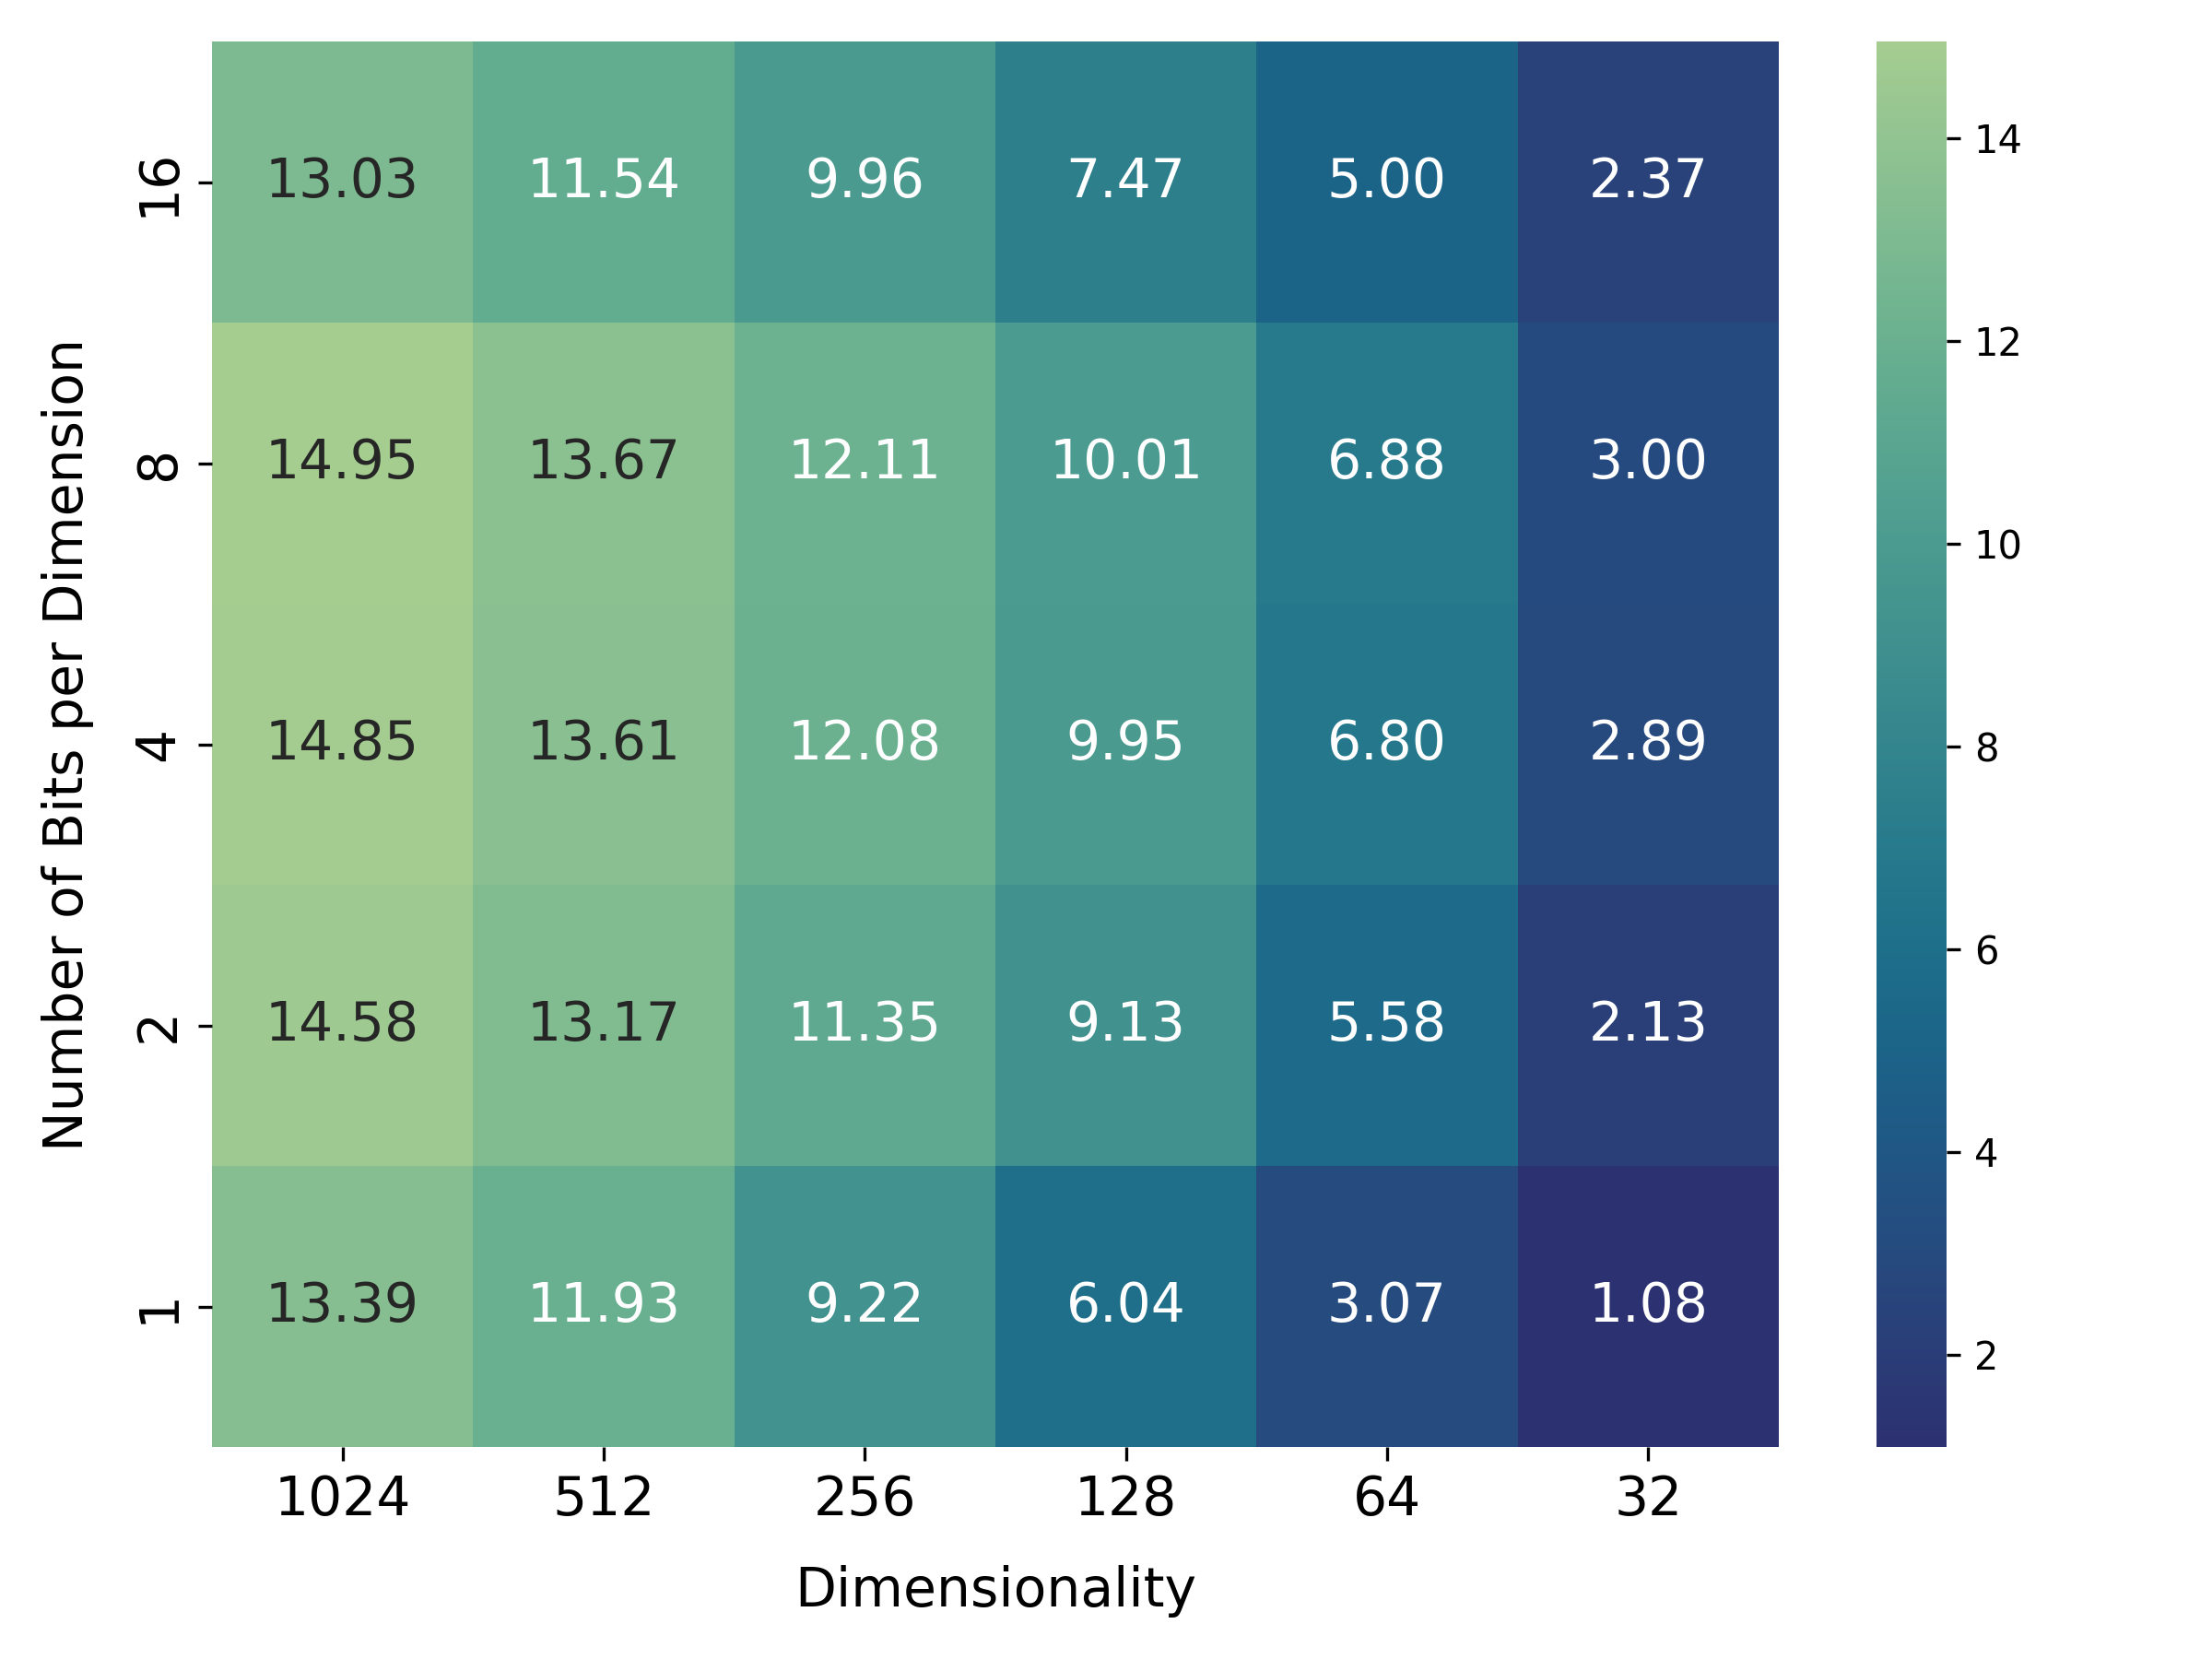 16 13.03 11.54 9.96 7.47 5.00 2.37
8 14.95 13.67 12.11 10.01 6.88 3.00
4 14.85 13.61 12.08 9.95 6.80 2.89
2 14.58 13.17 11.35 9.13 5.58 2.13
1 13.39 11.93 9.22 6.04 3.07 1.08
1024 512 256 128 64 32
Number of Bits per Dimension
Dimensionality
14
12
10
8
6
4
2